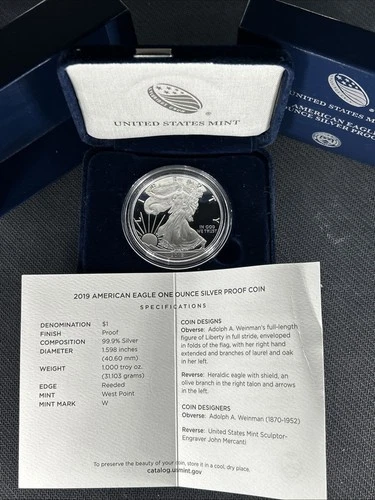 UNITED STATES MINT
UNITED STATES MINT
AMERICAN EAGLE
OUNCE SILVER PROOF
IN GOD
WE TRUST
2019 AMERICAN EAGLE ONE OUNCE SILVER PROOF COIN
SPECIFICATIONS
DENOMINATION $1
FINISH Proof
COMPOSITION 99.9% Silver
DIAMETER 1.598 inches
(40.60 mm)
WEIGHT 1.000 troy oz.
(31.103 grams)
EDGE Reeded
MINT West Point
MINT MARK W
COIN DESIGNS
Obverse: Adolph A. Weinman's full-length
figure of Liberty in full stride, enveloped
in folds of the flag, with her right hand
extended and branches of laurel and oak
in her left.
Reverse: Heraldic eagle with shield, an
olive branch in the right talon and arrows
in the left.
COIN DESIGNERS
Obverse: Adolph A. Weinman (1870-1952)
Reverse: United States Mint Sculptor-
Engraver John Mercanti
To preserve the beauty of your coin, store it in a cool, dry place.
catalog.usmint.gov